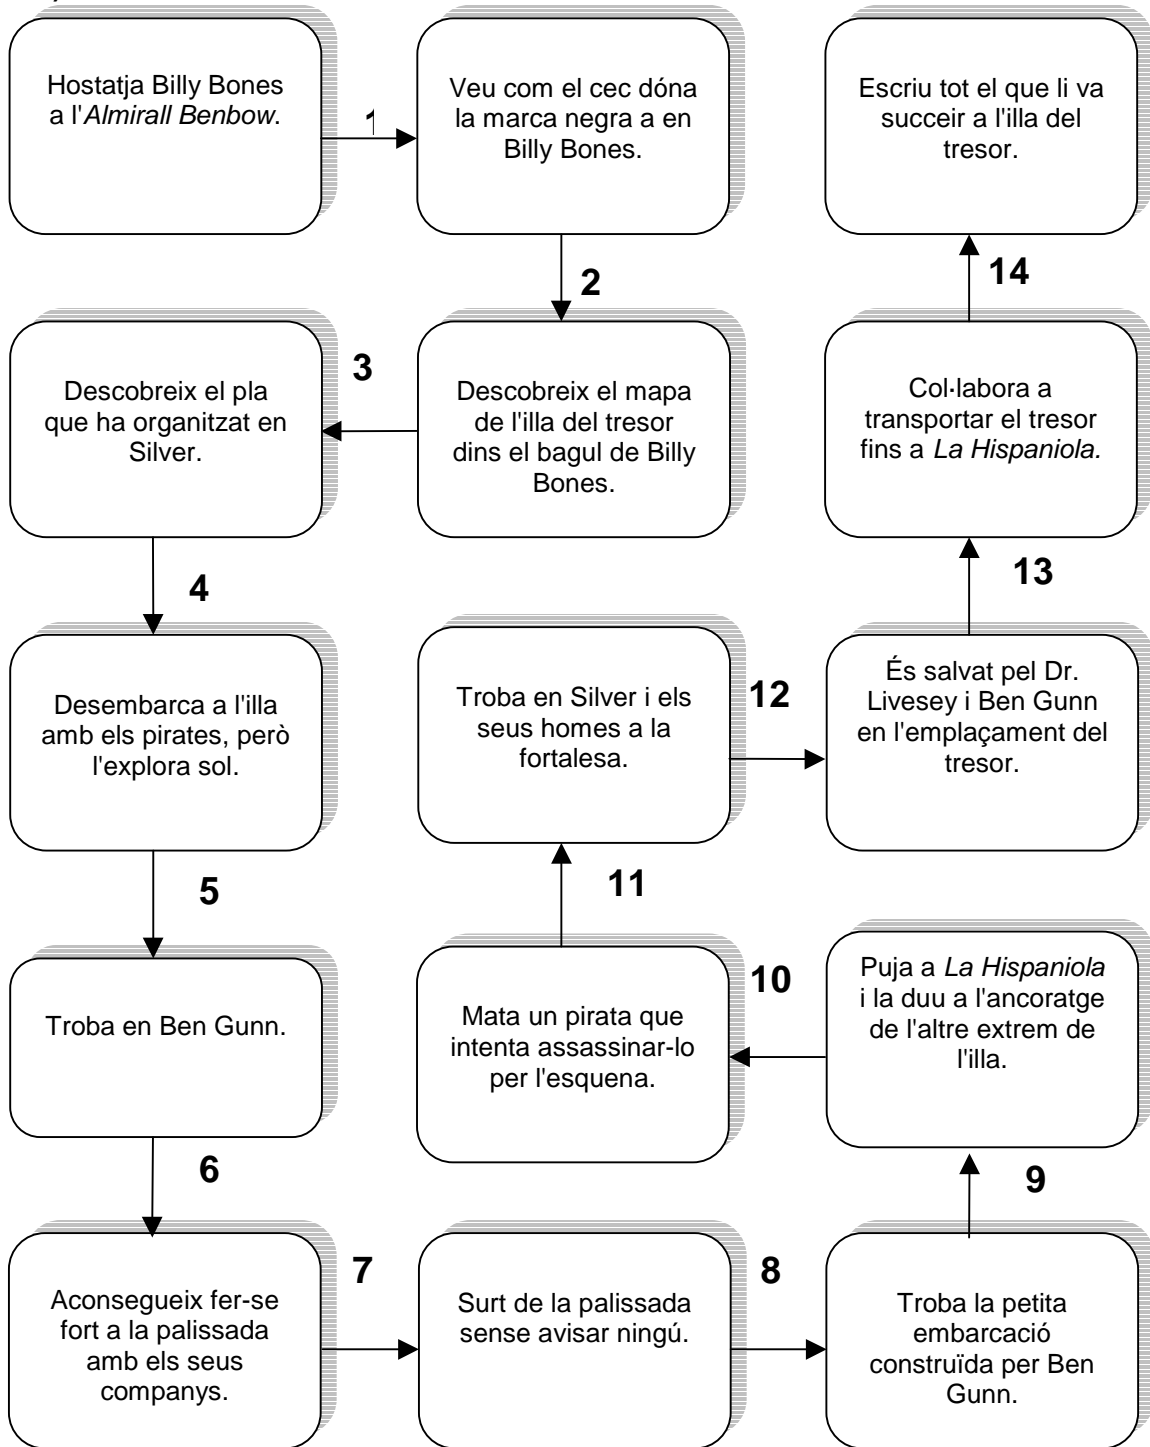 Hostatja Billy Bones
a l'Almirall Benbow.
1
Veu com el cec dóna
la marca negra a en
Billy Bones.
2
Descobreix el mapa
de l'illa del tresor
dins el bagul de Billy
Bones.
3
Descobreix el pla
que ha organitzat en
Silver.
4
Desembarca a l'illa
amb els pirates, però
l'explora sol.
5
Troba en Ben Gunn.
6
Aconsegueix fer-se
fort a la palissada
amb els seus
companys.
7
Surt de la palissada
sense avisar ningú.
8
Troba la petita
embarcació
construïda per Ben
Gunn.
9
Puja a La Hispaniola
i la duu a l'ancoratge
de l'altre extrem de
l'illa.
10
Mata un pirata que
intenta assassinar-lo
per l'esquena.
11
Troba en Silver i els
seus homes a la
fortalesa.
12
És salvat pel Dr.
Livesey i Ben Gunn
en l'emplaçament del
tresor.
13
Col·labora a
transportar el tresor
fins a La Hispaniola.
14
Escriu tot el que li va
succeir a l'illa del
tresor.